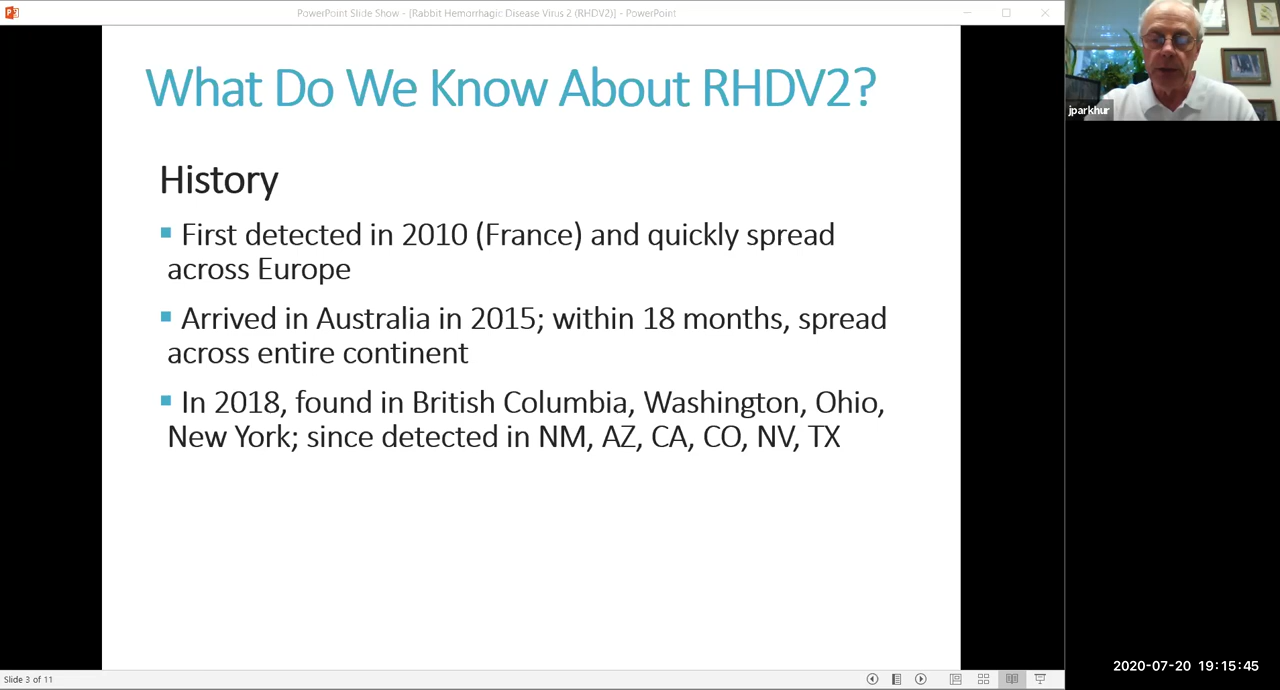 PowerPoint Slide Show - [Rabbit Hemorrhagic Disease Virus 2 (RHDV2)] - PowerPoint
What Do We Know About RHDV2?
History
First detected in 2010 (France) and quickly spread
across Europe
Arrived in Australia in 2015; within 18 months, spread
across entire continent
In 2018, found in British Columbia, Washington, Ohio,
New York; since detected in NM, AZ, CA, CO, NV, TX
jparkhur
2020-07-20 19:15:45
Slide 3 of 11